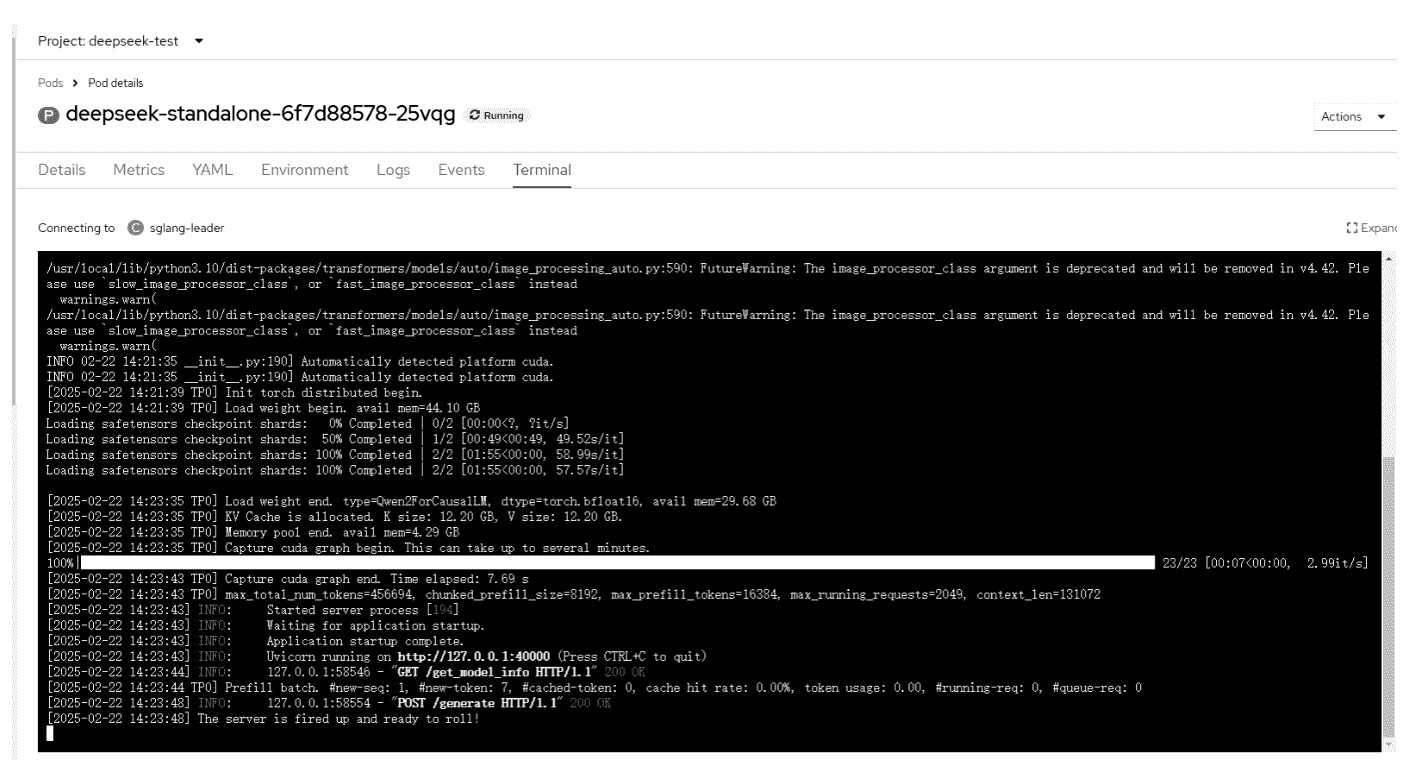 Project: deepseek-test
Pods > Pod details
P deepseek-standalone-6f7d88578-25vqg Running
Actions
Details Metrics YAML Environment Logs Events Terminal
Connecting to C sglang-leader
Expand
/usr/local/lib/python3.10/dist-packages/transformers/models/auto/image_processing_auto.py:590: FutureWarning: The image_processor_class argument is deprecated and will be removed in v4.42. Ple
ase use `slow_image_processor_class`, or `fast_image_processor_class` instead
warnings.warn(
/usr/local/lib/python3.10/dist-packages/transformers/models/auto/image_processing_auto.py:590: FutureWarning: The image_processor_class argument is deprecated and will be removed in v4.42. Ple
ase use `slow_image_processor_class`, or `fast_image_processor_class` instead
warnings.warn(
INFO 02-22 14:21:35 __init__.py:190] Automatically detected platform cuda.
INFO 02-22 14:21:35 __init__.py:190] Automatically detected platform cuda.
[2025-02-22 14:21:39 TP0] Init torch distributed begin.
[2025-02-22 14:21:39 TP0] Load weight begin. avail mem=44.10 GB
Loading safetensors checkpoint shards: 0% Completed | 0/2 [00:00<?, ?it/s]
Loading safetensors checkpoint shards: 50% Completed | 1/2 [00:49<00:49, 49.52s/it]
Loading safetensors checkpoint shards: 100% Completed | 2/2 [01:55<00:00, 58.99s/it]
Loading safetensors checkpoint shards: 100% Completed | 2/2 [01:55<00:00, 57.57s/it]
[2025-02-22 14:23:35 TP0] Load weight end. type=Qwen2ForCausalLM, dtype=torch.bfloat16, avail mem=29.68 GB
[2025-02-22 14:23:35 TP0] KV Cache is allocated. K size: 12.20 GB, V size: 12.20 GB.
[2025-02-22 14:23:35 TP0] Memory pool end. avail mem=4.29 GB
[2025-02-22 14:23:35 TP0] Capture cuda graph begin. This can take up to several minutes.
100%| 23/23 [00:07<00:00, 2.99it/s]
[2025-02-22 14:23:43 TP0] Capture cuda graph end. Time elapsed: 7.69 s
[2025-02-22 14:23:43 TP0] max_total_num_tokens=456694, chunked_prefill_size=8192, max_prefill_tokens=16384, max_running_requests=2049, context_len=131072
[2025-02-22 14:23:43] INFO: Started server process [194]
[2025-02-22 14:23:43] INFO: Waiting for application startup.
[2025-02-22 14:23:43] INFO: Application startup complete.
[2025-02-22 14:23:43] INFO: Uvicorn running on http://127.0.0.1:40000 (Press CTRL+C to quit)
[2025-02-22 14:23:44] INFO: 127.0.0.1:58546 - "GET /get_model_info HTTP/1.1" 200 OK
[2025-02-22 14:23:44 TP0] Prefill batch. #new-seq: 1, #new-token: 7, #cached-token: 0, cache hit rate: 0.00%, token usage: 0.00, #running-req: 0, #queue-req: 0
[2025-02-22 14:23:48] INFO: 127.0.0.1:58554 - "POST /generate HTTP/1.1" 200 OK
[2025-02-22 14:23:48] The server is fired up and ready to roll!